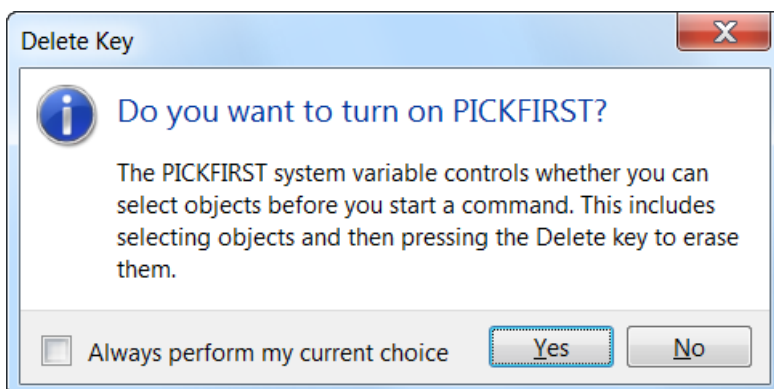 Delete Key
Do you want to turn on PICKFIRST?
The PICKFIRST system variable controls whether you can
select objects before you start a command. This includes
selecting objects and then pressing the Delete key to erase
them.
Always perform my current choice Yes No